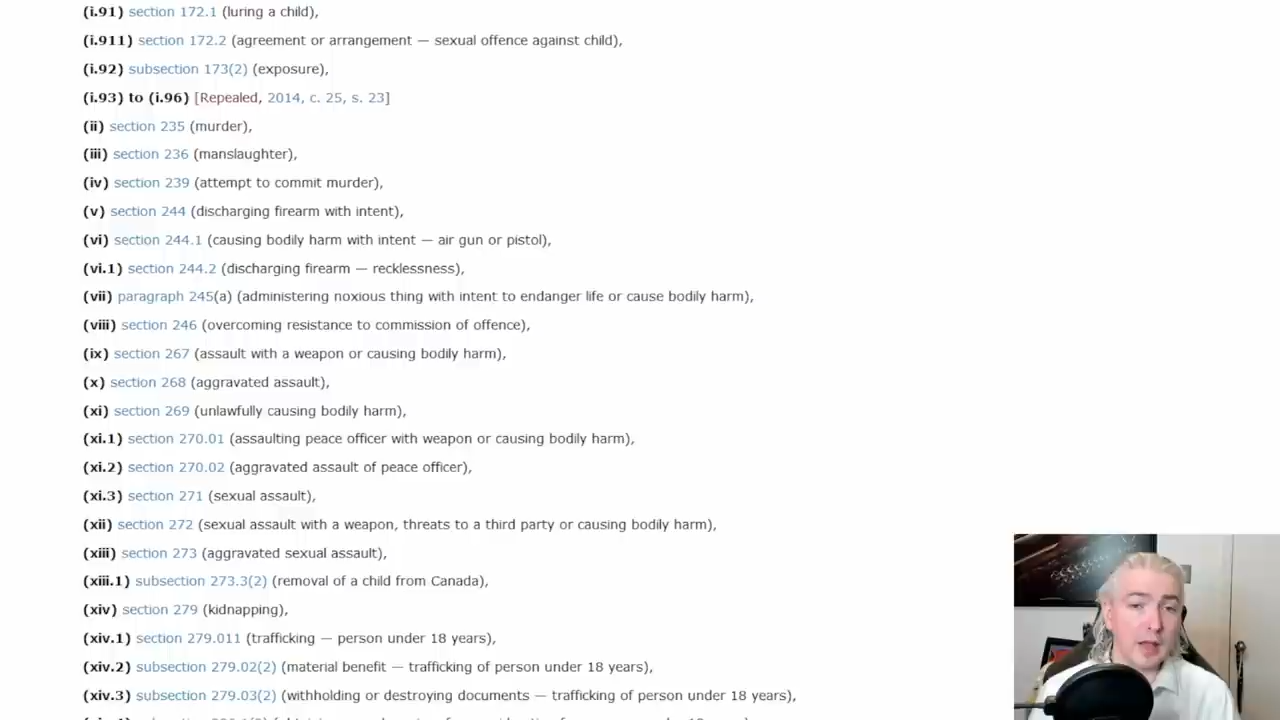 (i.91) section 172.1 (luring a child),
(i.911) section 172.2 (agreement or arrangement — sexual offence against child),
(i.92) subsection 173(2) (exposure),
(i.93) to (i.96) [Repealed, 2014, c. 25, s. 23]
(ii) section 235 (murder),
(iii) section 236 (manslaughter),
(iv) section 239 (attempt to commit murder),
(v) section 244 (discharging firearm with intent),
(vi) section 244.1 (causing bodily harm with intent — air gun or pistol),
(vi.1) section 244.2 (discharging firearm — recklessness),
(vii) paragraph 245(a) (administering noxious thing with intent to endanger life or cause bodily harm),
(viii) section 246 (overcoming resistance to commission of offence),
(ix) section 267 (assault with a weapon or causing bodily harm),
(x) section 268 (aggravated assault),
(xi) section 269 (unlawfully causing bodily harm),
(xi.1) section 270.01 (assaulting peace officer with weapon or causing bodily harm),
(xi.2) section 270.02 (aggravated assault of peace officer),
(xi.3) section 271 (sexual assault),
(xii) section 272 (sexual assault with a weapon, threats to a third party or causing bodily harm),
(xiii) section 273 (aggravated sexual assault),
(xiii.1) subsection 273.3(2) (removal of a child from Canada),
(xiv) section 279 (kidnapping),
(xiv.1) section 279.011 (trafficking — person under 18 years),
(xiv.2) subsection 279.02(2) (material benefit — trafficking of person under 18 years),
(xiv.3) subsection 279.03(2) (withholding or destroying documents — trafficking of person under 18 years),